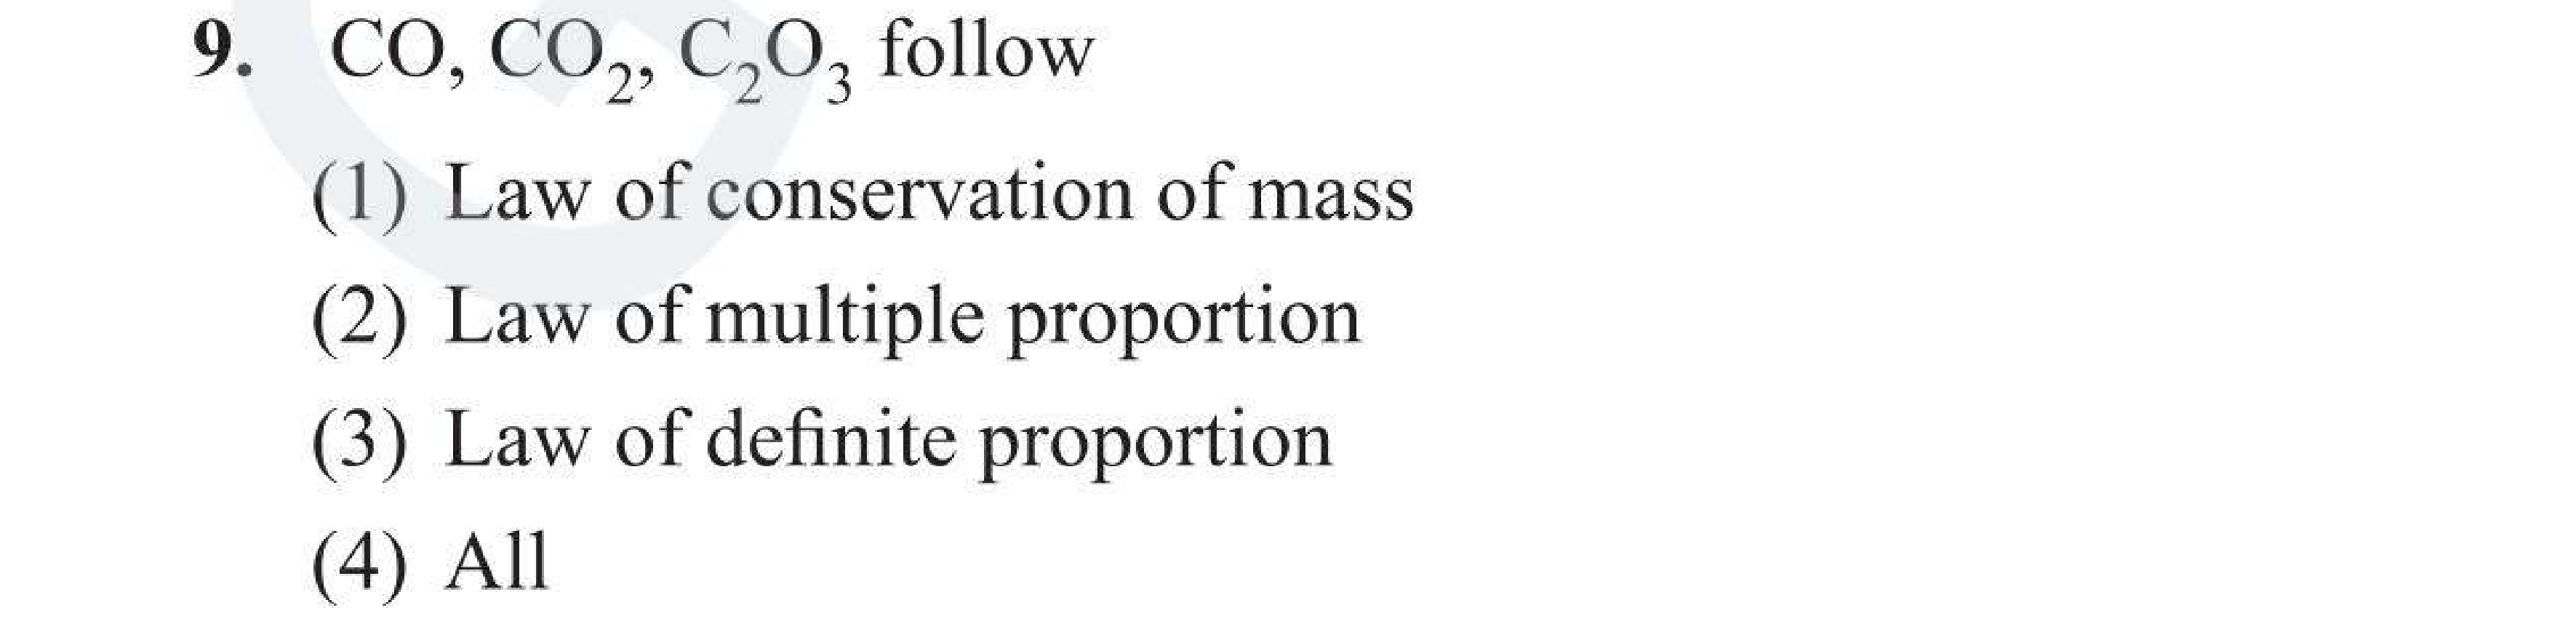 9. CO, CO₂, C₂O₃ follow
(1) Law of conservation of mass
(2) Law of multiple proportion
(3) Law of definite proportion
(4) All